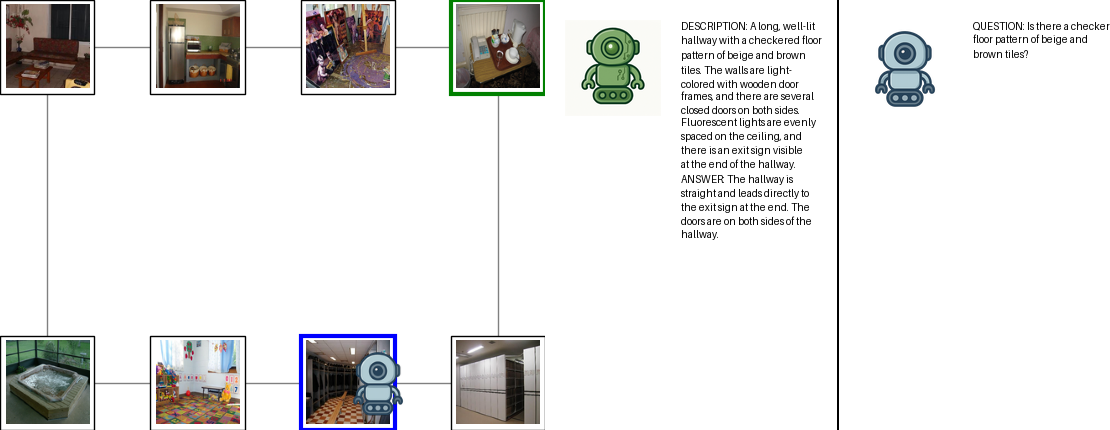 DESCRIPTION: A long, well-lit
hallway with a checkered floor
pattern of beige and brown
tiles. The walls are light-
colored with wooden door
frames, and there are several
closed doors on both sides.
Fluorescent lights are evenly
spaced on the ceiling, and
there is an exit sign visible
at the end of the hallway.
ANSWER: The hallway is
straight and leads directly to
the exit sign at the end. The
doors are on both sides of the
hallway.
QUESTION: Is there a checker
floor pattern of beige and
brown tiles?